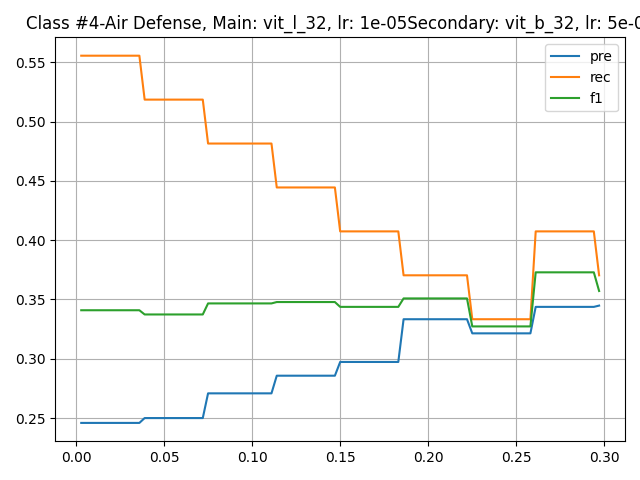 Class #4-Air Defense, Main: vit_l_32, lr: 1e-05Secondary: vit_b_32, lr: 5e-0
pre
rec
f1
0.55
0.50
0.45
0.40
0.35
0.30
0.25
0.00 0.05 0.10 0.15 0.20 0.25 0.30